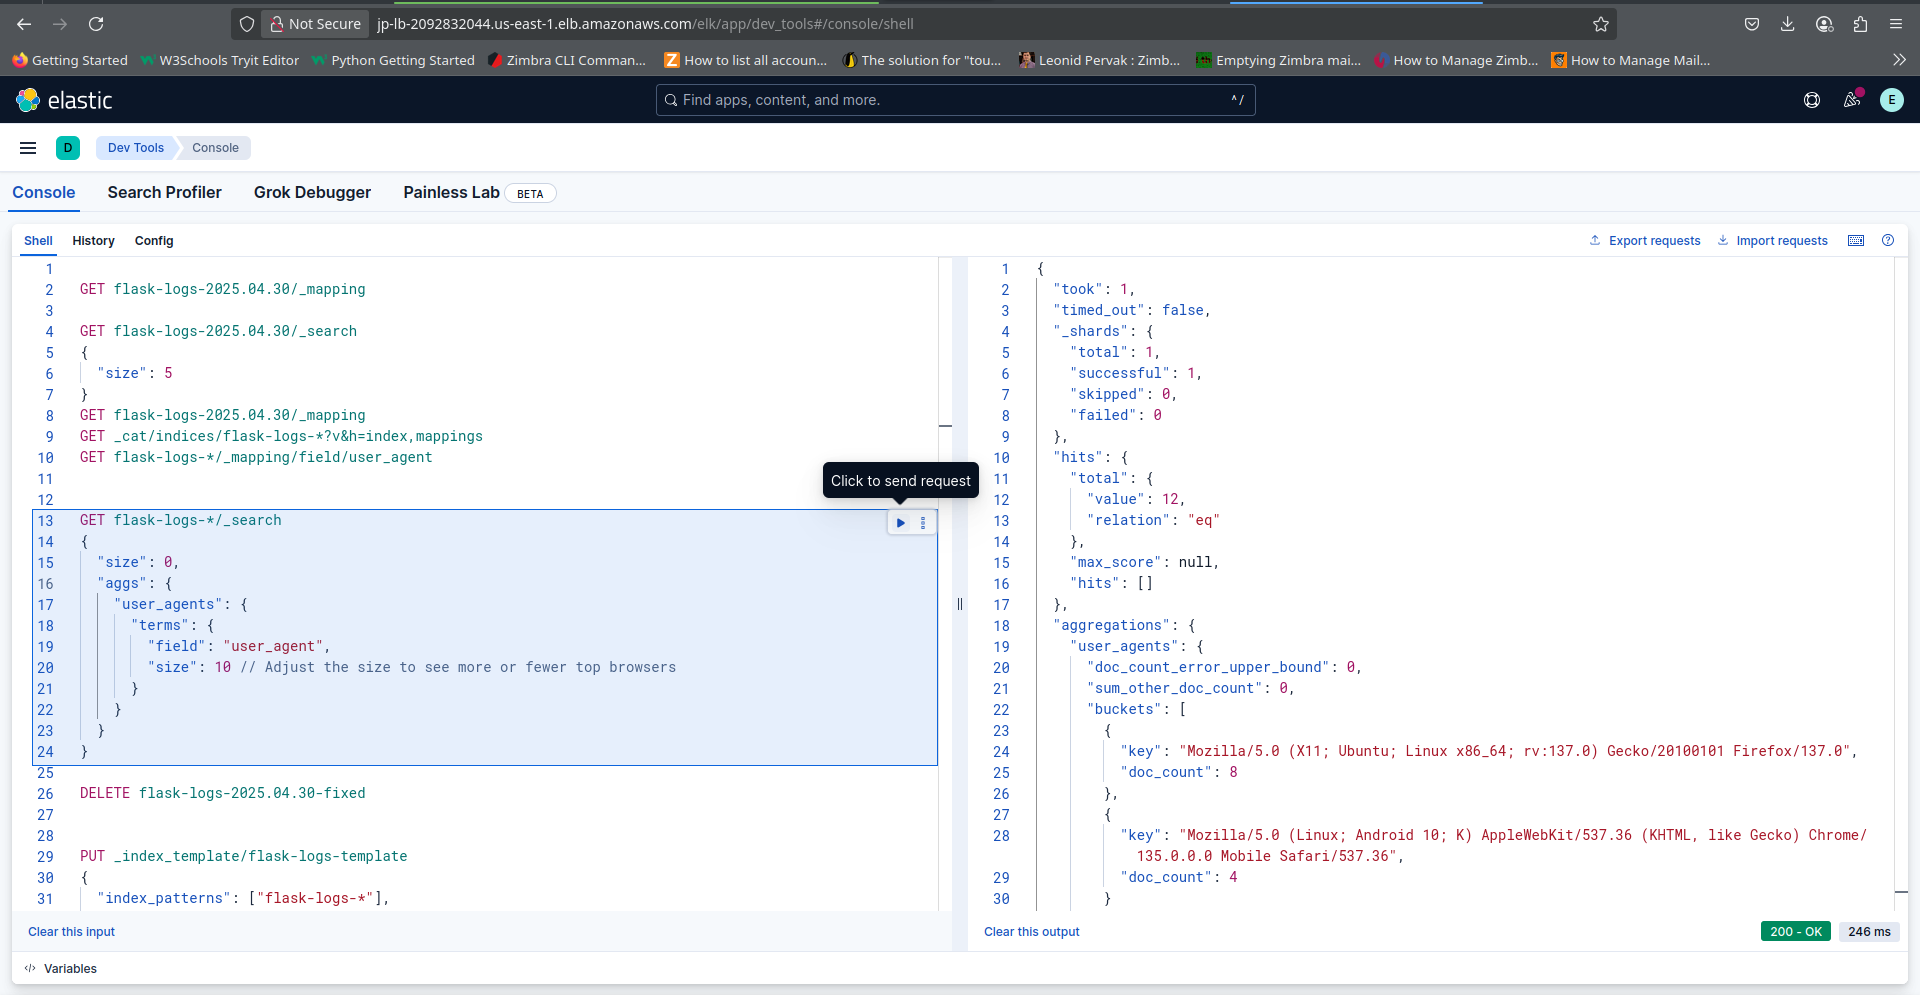 Not Secure jp-lb-2092832044.us-east-1.elb.amazonaws.com/elk/app/dev_tools#/console/shell
Getting Started W3Schools Tryit Editor Python Getting Started Zimbra CLI Comman... How to list all accoun... The solution for "tou... Leonid Pervak : Zimb... Emptying Zimbra mai... How to Manage Zimb... How to Manage Mail...
elastic Find apps, content, and more. ^ / E
D Dev Tools Console
Console Search Profiler Grok Debugger Painless Lab BETA
Shell History Config Export requests Import requests
1
2 GET flask-logs-2025.04.30/_mapping
3
4 GET flask-logs-2025.04.30/_search
5 {
6 "size": 5
7 }
8 GET flask-logs-2025.04.30/_mapping
9 GET _cat/indices/flask-logs-*?v&h=index,mappings
10 GET flask-logs-*/_mapping/field/user_agent
11
12
Click to send request
13 GET flask-logs-*/_search
14 {
15 "size": 0,
16 "aggs": {
17 "user_agents": {
18 "terms": {
19 "field": "user_agent",
20 "size": 10 // Adjust the size to see more or fewer top browsers
21 }
22 }
23 }
24 }
25
26 DELETE flask-logs-2025.04.30-fixed
27
28
29 PUT _index_template/flask-logs-template
30 {
31 "index_patterns": ["flask-logs-*"],
Clear this input
1 {
2 "took": 1,
3 "timed_out": false,
4 "_shards": {
5 "total": 1,
6 "successful": 1,
7 "skipped": 0,
8 "failed": 0
9 },
10 "hits": {
11 "total": {
12 "value": 12,
13 "relation": "eq"
14 },
15 "max_score": null,
16 "hits": []
17 },
18 "aggregations": {
19 "user_agents": {
20 "doc_count_error_upper_bound": 0,
21 "sum_other_doc_count": 0,
22 "buckets": [
23 {
24 "key": "Mozilla/5.0 (X11; Ubuntu; Linux x86_64; rv:137.0) Gecko/20100101 Firefox/137.0",
25 "doc_count": 8
26 },
27 {
28 "key": "Mozilla/5.0 (Linux; Android 10; K) AppleWebKit/537.36 (KHTML, like Gecko) Chrome/
135.0.0.0 Mobile Safari/537.36",
29 "doc_count": 4
30 }
Clear this output 200 - OK 246 ms
Variables